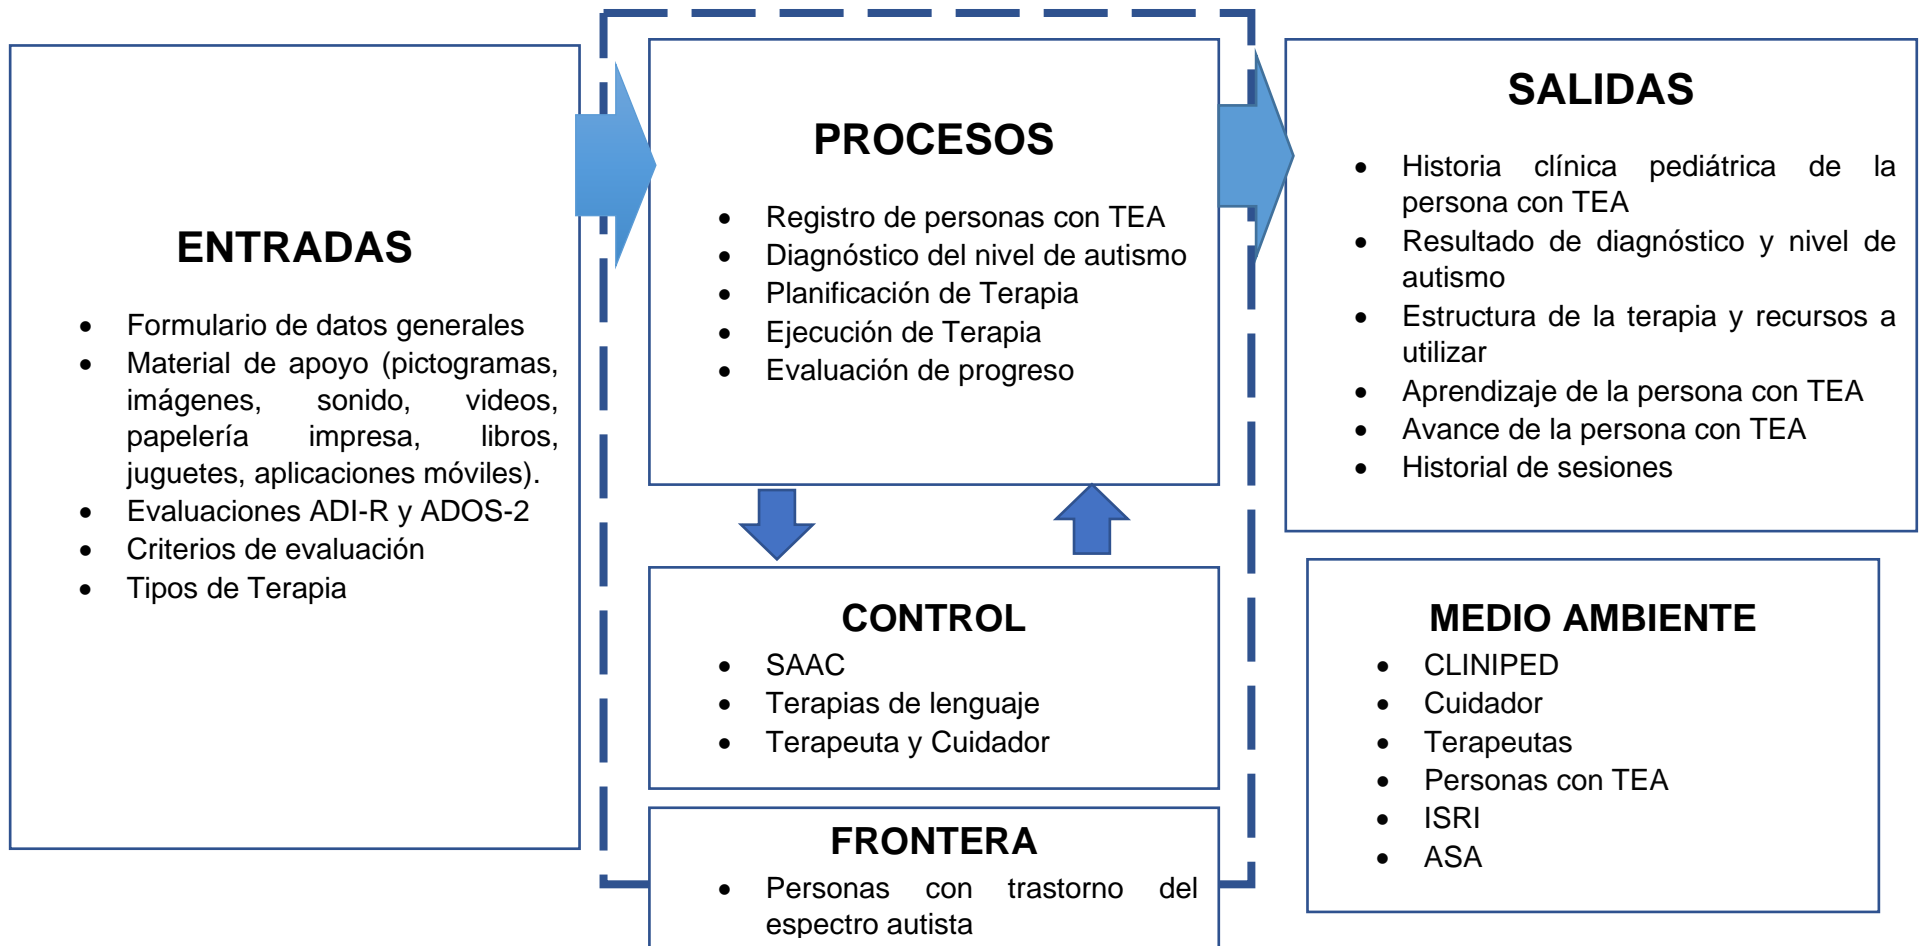 ENTRADAS
• Formulario de datos generales
• Material de apoyo (pictogramas,
imágenes, sonido, videos,
papelería impresa, libros,
juguetes, aplicaciones móviles).
• Evaluaciones ADI-R y ADOS-2
• Criterios de evaluación
• Tipos de Terapia
PROCESOS
• Registro de personas con TEA
• Diagnóstico del nivel de autismo
• Planificación de Terapia
• Ejecución de Terapia
• Evaluación de progreso
CONTROL
• SAAC
• Terapias de lenguaje
• Terapeuta y Cuidador
FRONTERA
• Personas con trastorno del
espectro autista
SALIDAS
• Historia clínica pediátrica de la
persona con TEA
• Resultado de diagnóstico y nivel de
autismo
• Estructura de la terapia y recursos a
utilizar
• Aprendizaje de la persona con TEA
• Avance de la persona con TEA
• Historial de sesiones
MEDIO AMBIENTE
• CLINIPED
• Cuidador
• Terapeutas
• Personas con TEA
• ISRI
• ASA